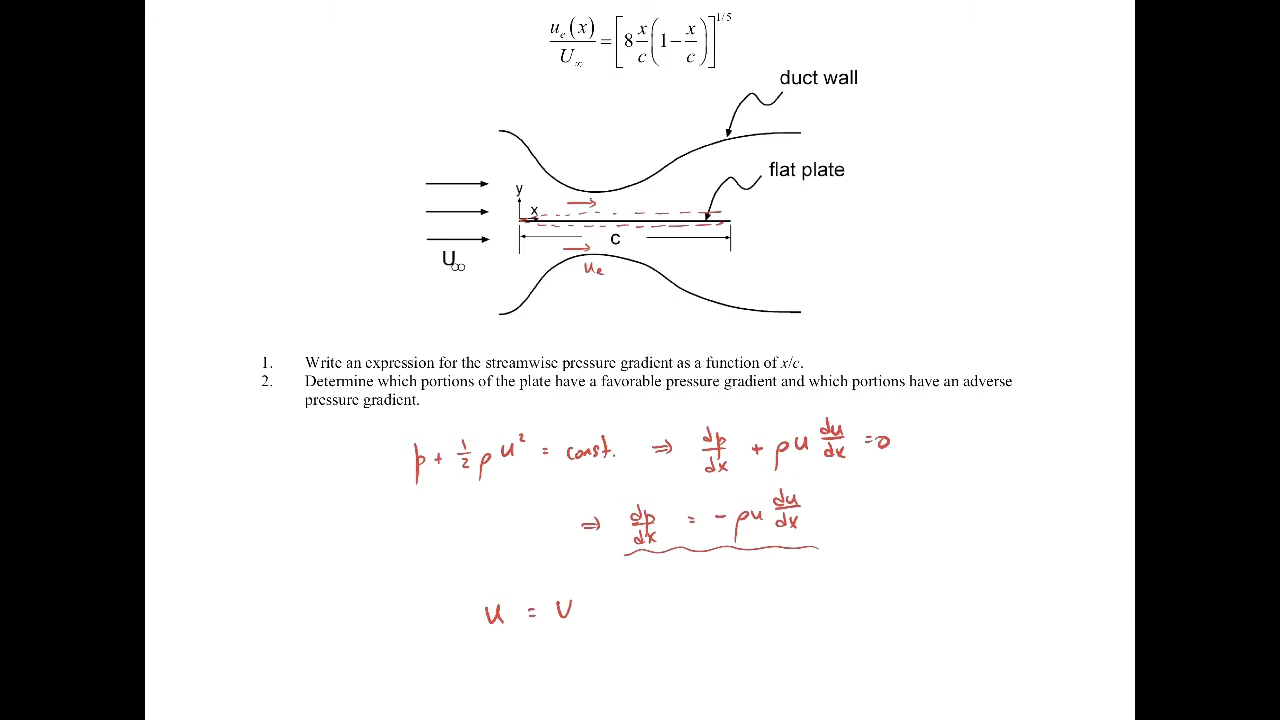 u_e(x)/U_∞ = [8 x/c (1 − x/c)]^{1/5}
duct wall
flat plate
y
x
c
U_∞
u_e
1. Write an expression for the streamwise pressure gradient as a function of x/c.
2. Determine which portions of the plate have a favorable pressure gradient and which portions have an adverse
pressure gradient.
p + 1/2 ρ u² = const. ⇒ dp/dx + ρu du/dx = 0
⇒ dp/dx = − ρu du/dx
u = U